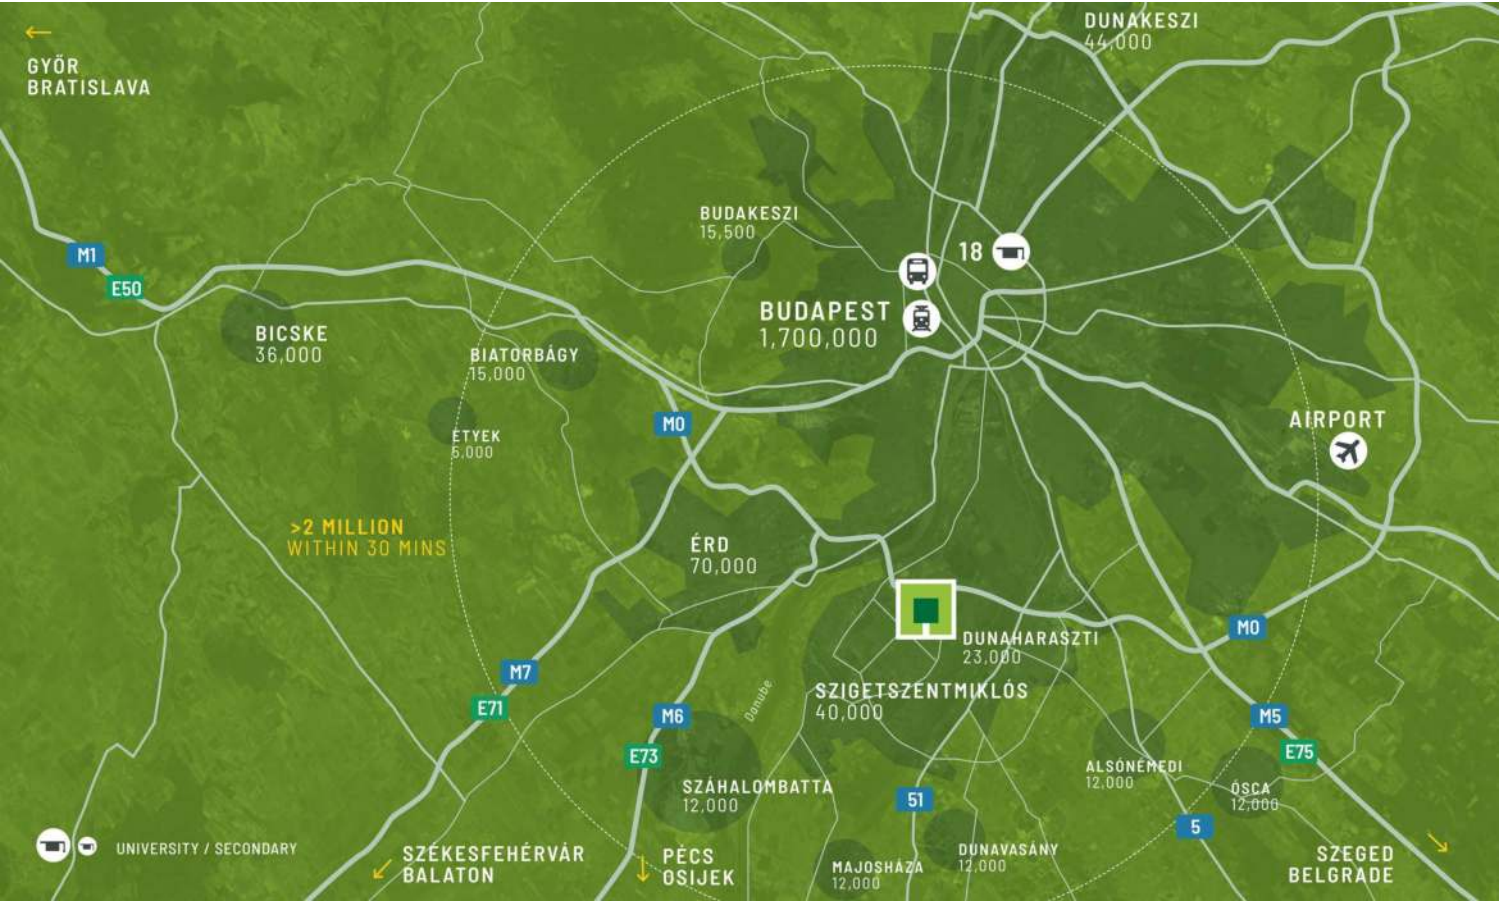 DUNAKESZI
44,000
GYŐR
BRATISLAVA
BUDAKESZI
15,500
18
M1
E50
BUDAPEST
1,700,000
BICSKE
36,000
BIATORBÁGY
15,000
M0
AIRPORT
ETYEK
5,000
>2 MILLION
WITHIN 30 MINS
ÉRD
70,000
M0
DUNAHARASZTI
23,000
M7
E71
SZIGETSZENTMIKLÓS
40,000
Danube
M6
M5
E73
E75
ALSÓNÉMEDI
12,000
SZÁHALOMBATTA
12,000
ÓSCA
12,000
51
5
UNIVERSITY / SECONDARY
SZÉKESFEHÉRVÁR
BALATON
PÉCS
OSIJEK
MAJOSHÁZA
12,000
DUNAVASÁNY
12,000
SZEGED
BELGRADE